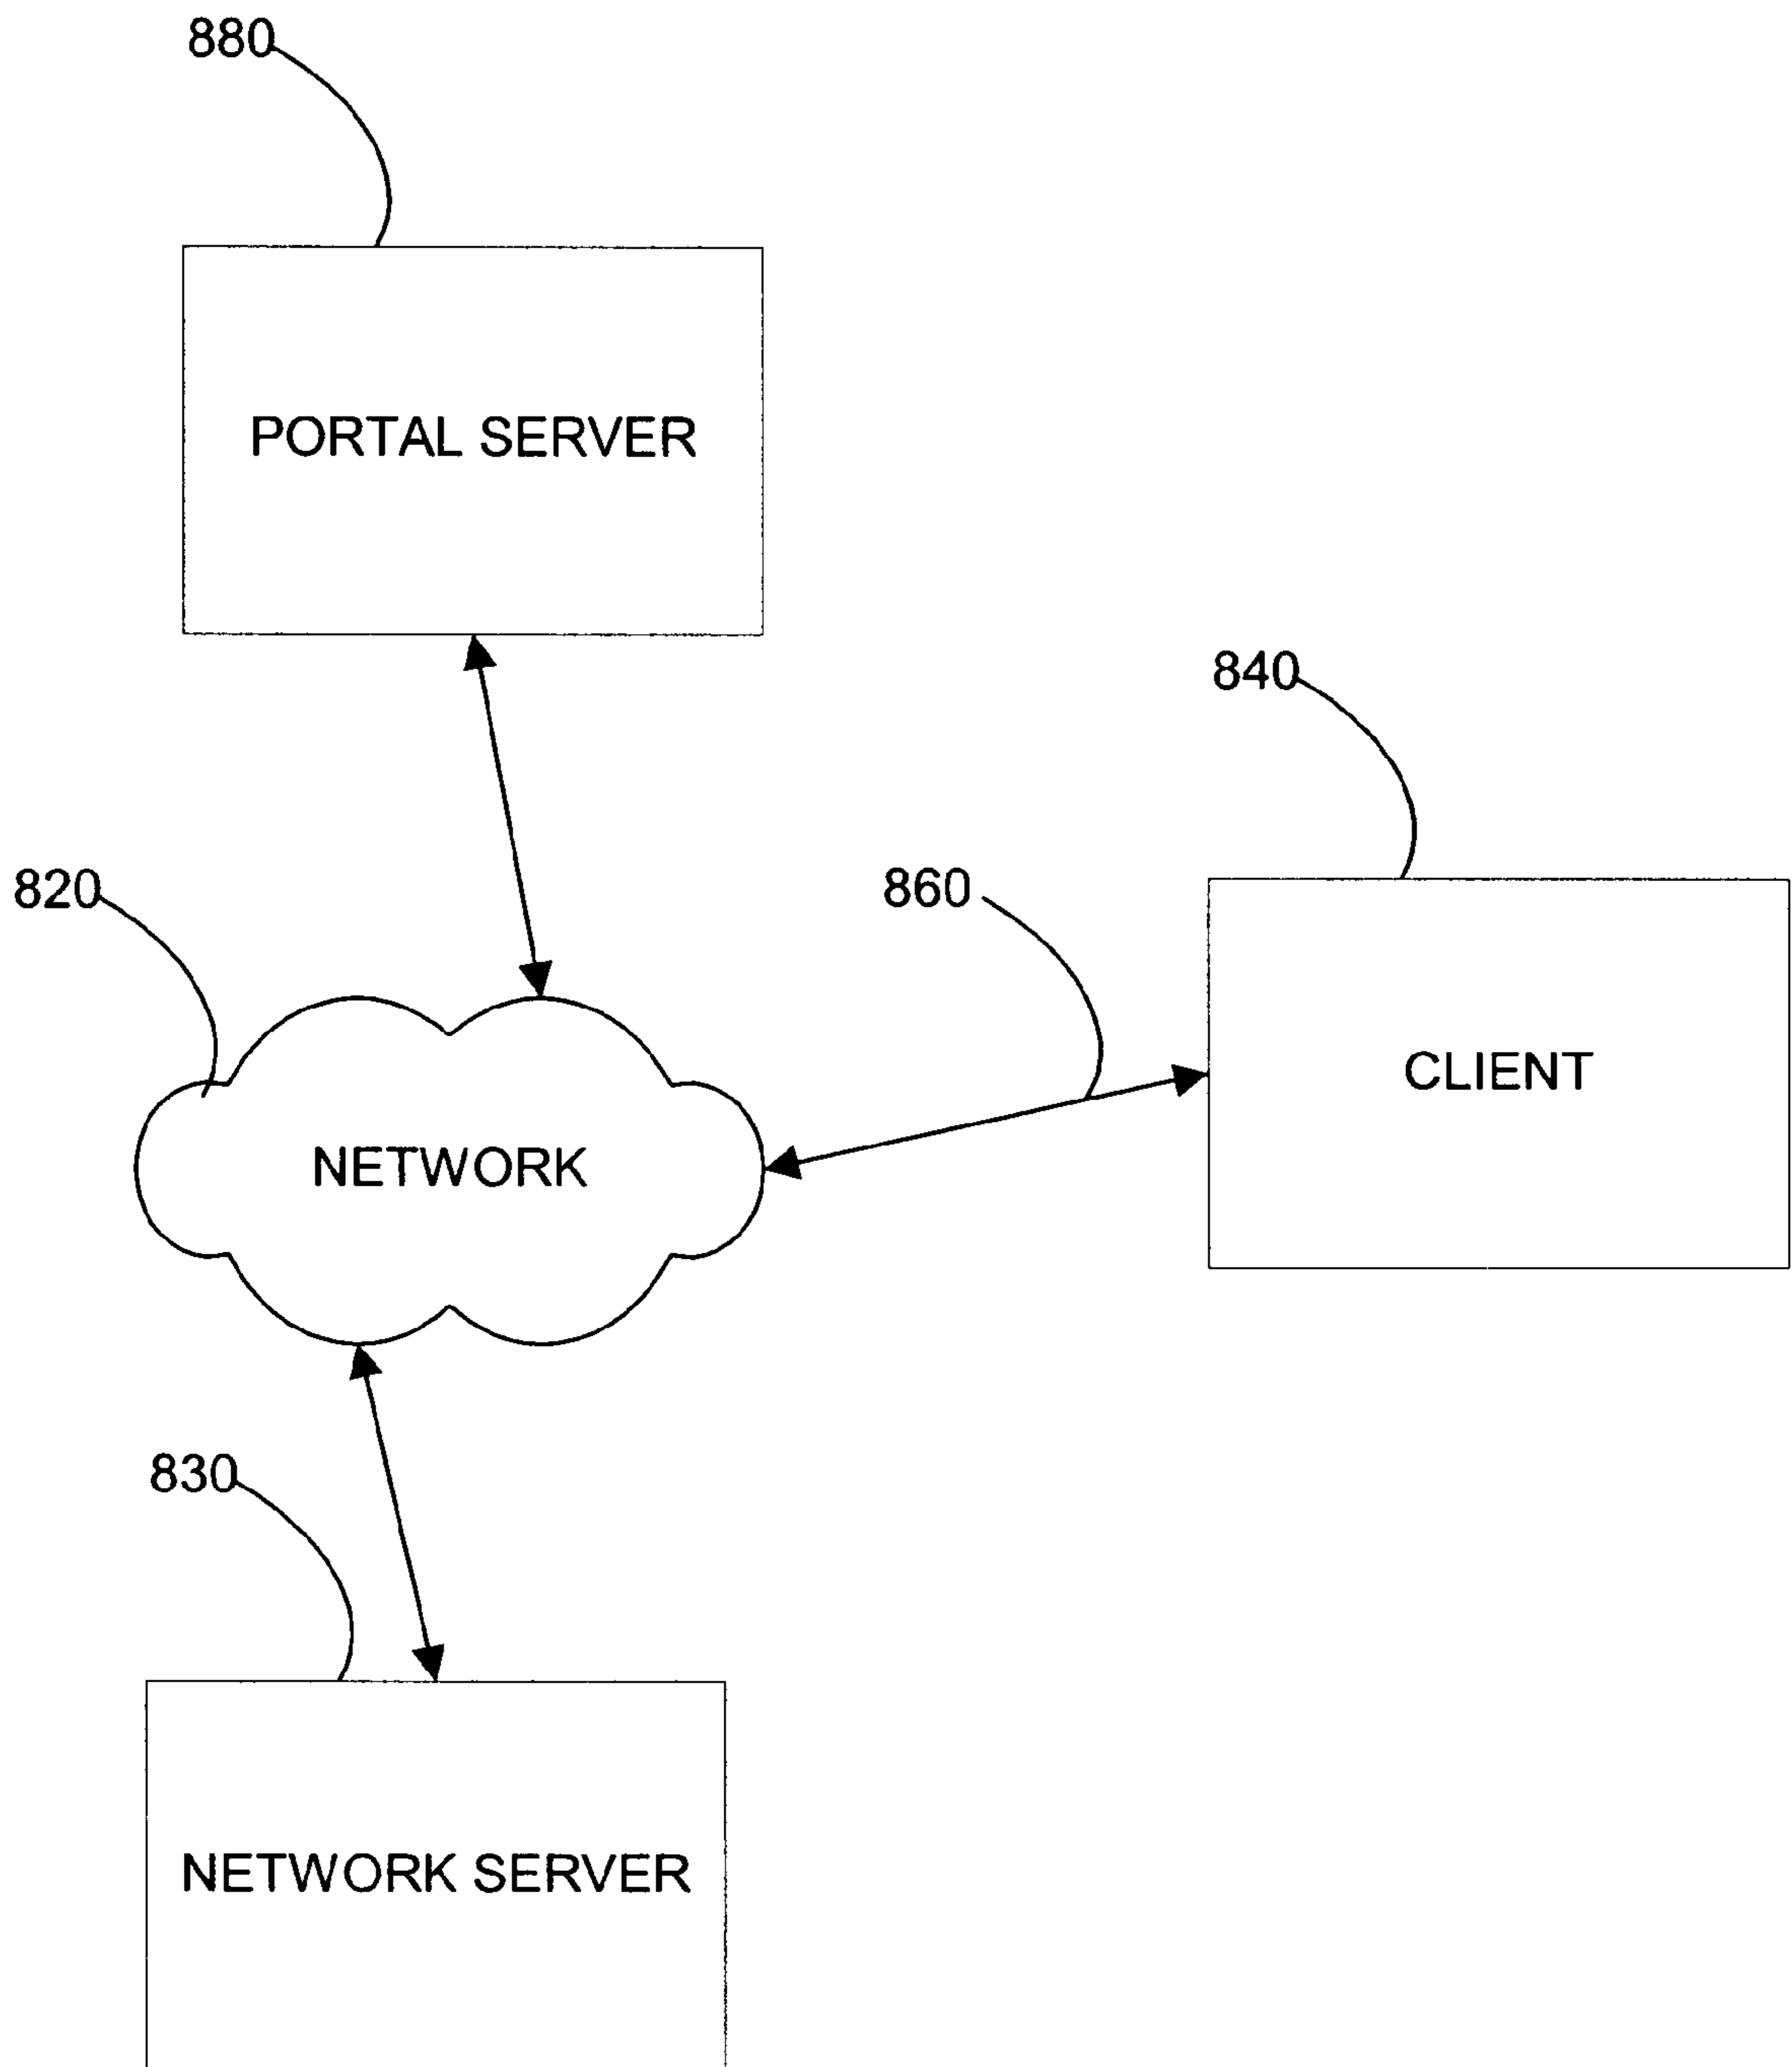 880
PORTAL SERVER
840
820
860
CLIENT
NETWORK
830
NETWORK SERVER